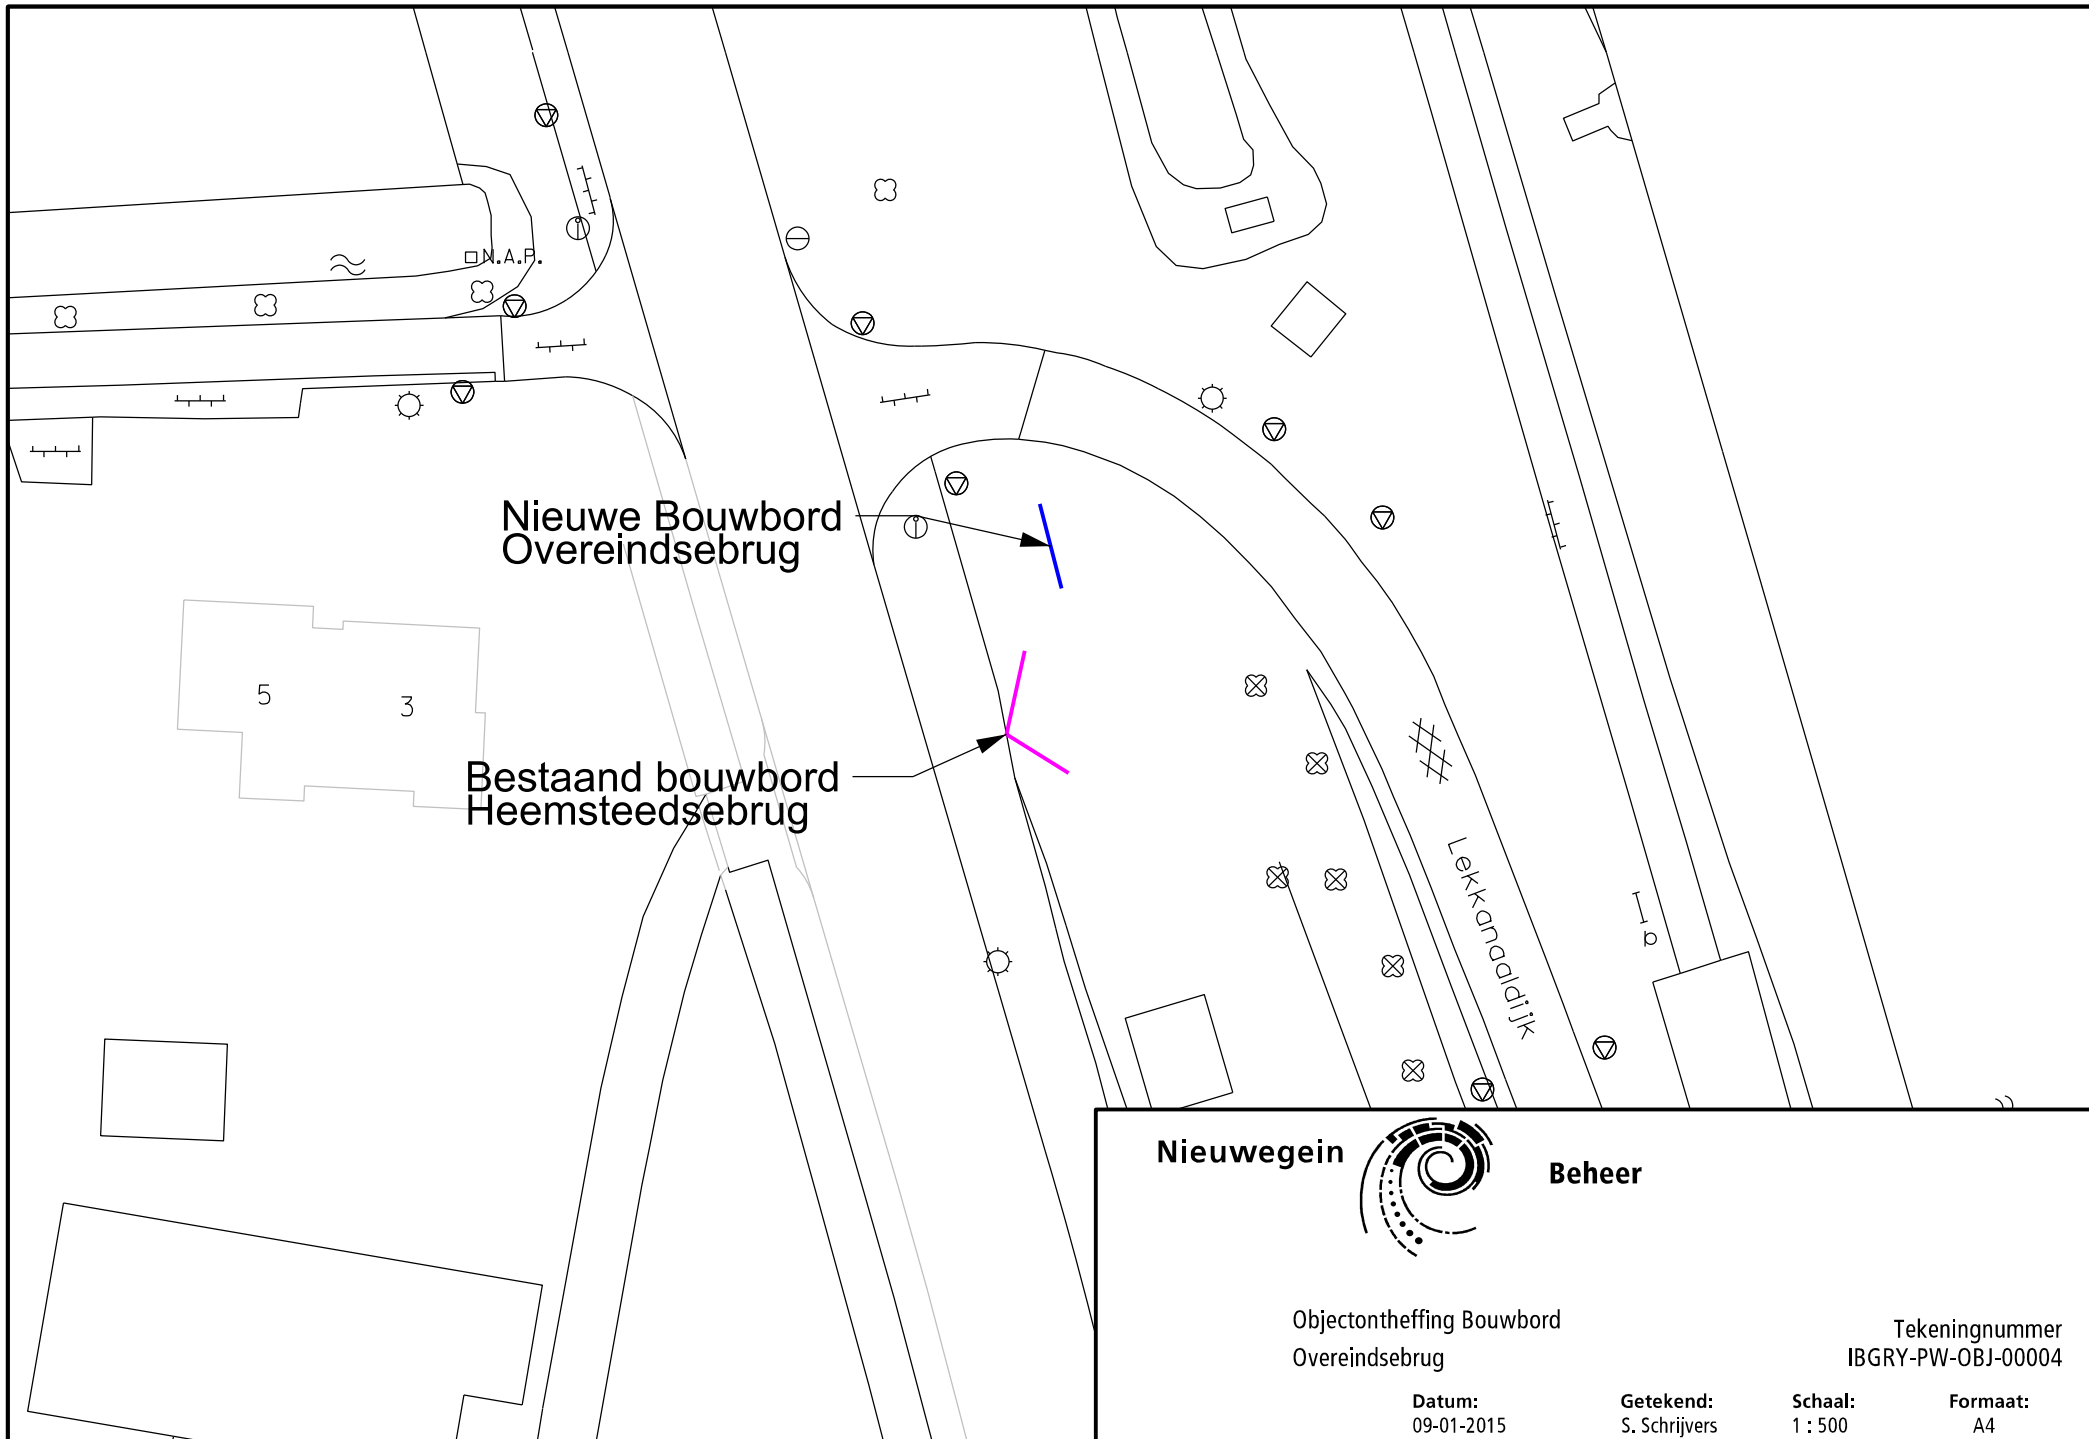 N.A.P.
Nieuwe Bouwbord
Overeindsebrug
5
3
Bestaand bouwbord
Heemsteedsebrug
Lekkanaaldijk
Nieuwegein
Beheer
Objectontheffing Bouwbord
Overeindsebrug
Tekeningnummer
IBGRY-PW-OBJ-00004
Datum:
09-01-2015
Getekend:
S. Schrijvers
Schaal:
1 : 500
Formaat:
A4